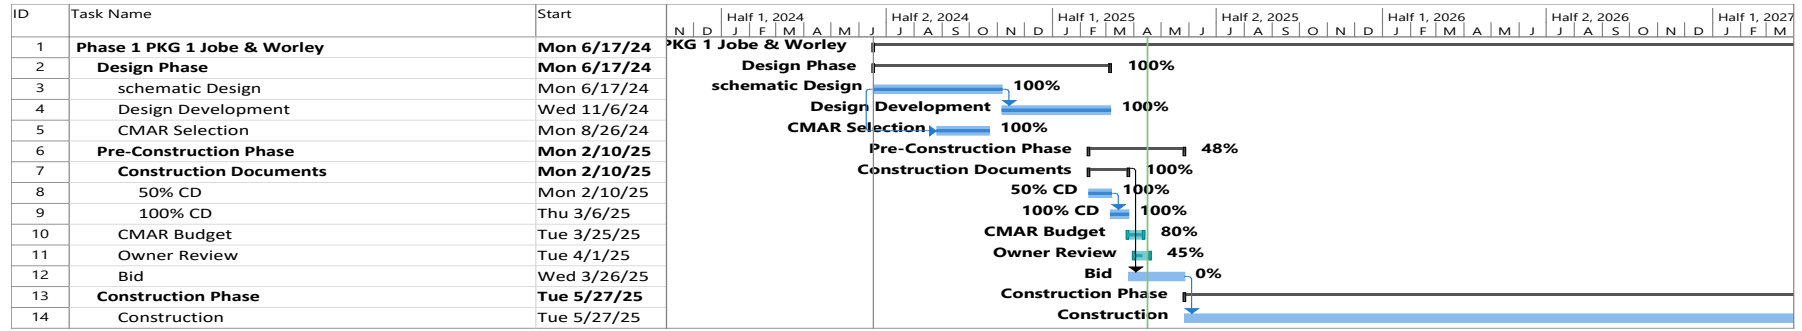 ID Task Name Start Half 1, 2024 Half 2, 2024 Half 1, 2025 Half 2, 2025 Half 1, 2026 Half 2, 2026 Half 1, 2027
N D J F M A M J J A S O N D J F M A M J J A S O N D J F M A M J J A S O N D J F M
1 Phase 1 PKG 1 Jobe & Worley Mon 6/17/24 PKG 1 Jobe & Worley
2 Design Phase Mon 6/17/24 Design Phase 100%
3 schematic Design Mon 6/17/24 schematic Design 100%
4 Design Development Wed 11/6/24 Design Development 100%
5 CMAR Selection Mon 8/26/24 CMAR Selection 100%
6 Pre-Construction Phase Mon 2/10/25 Pre-Construction Phase 48%
7 Construction Documents Mon 2/10/25 Construction Documents 100%
8 50% CD Mon 2/10/25 50% CD 100%
9 100% CD Thu 3/6/25 100% CD 100%
10 CMAR Budget Tue 3/25/25 CMAR Budget 80%
11 Owner Review Tue 4/1/25 Owner Review 45%
12 Bid Wed 3/26/25 Bid 0%
13 Construction Phase Tue 5/27/25 Construction Phase
14 Construction Tue 5/27/25 Construction